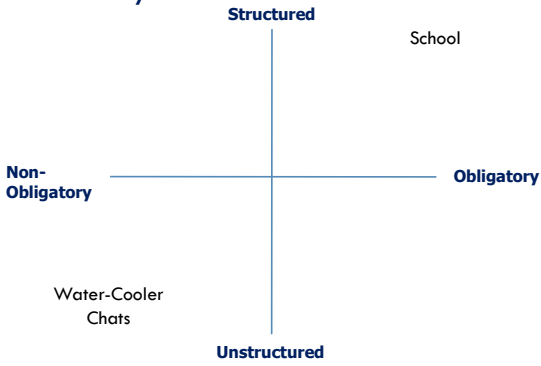 Structured
School
Non-
Obligatory
Obligatory
Water-Cooler
Chats
Unstructured